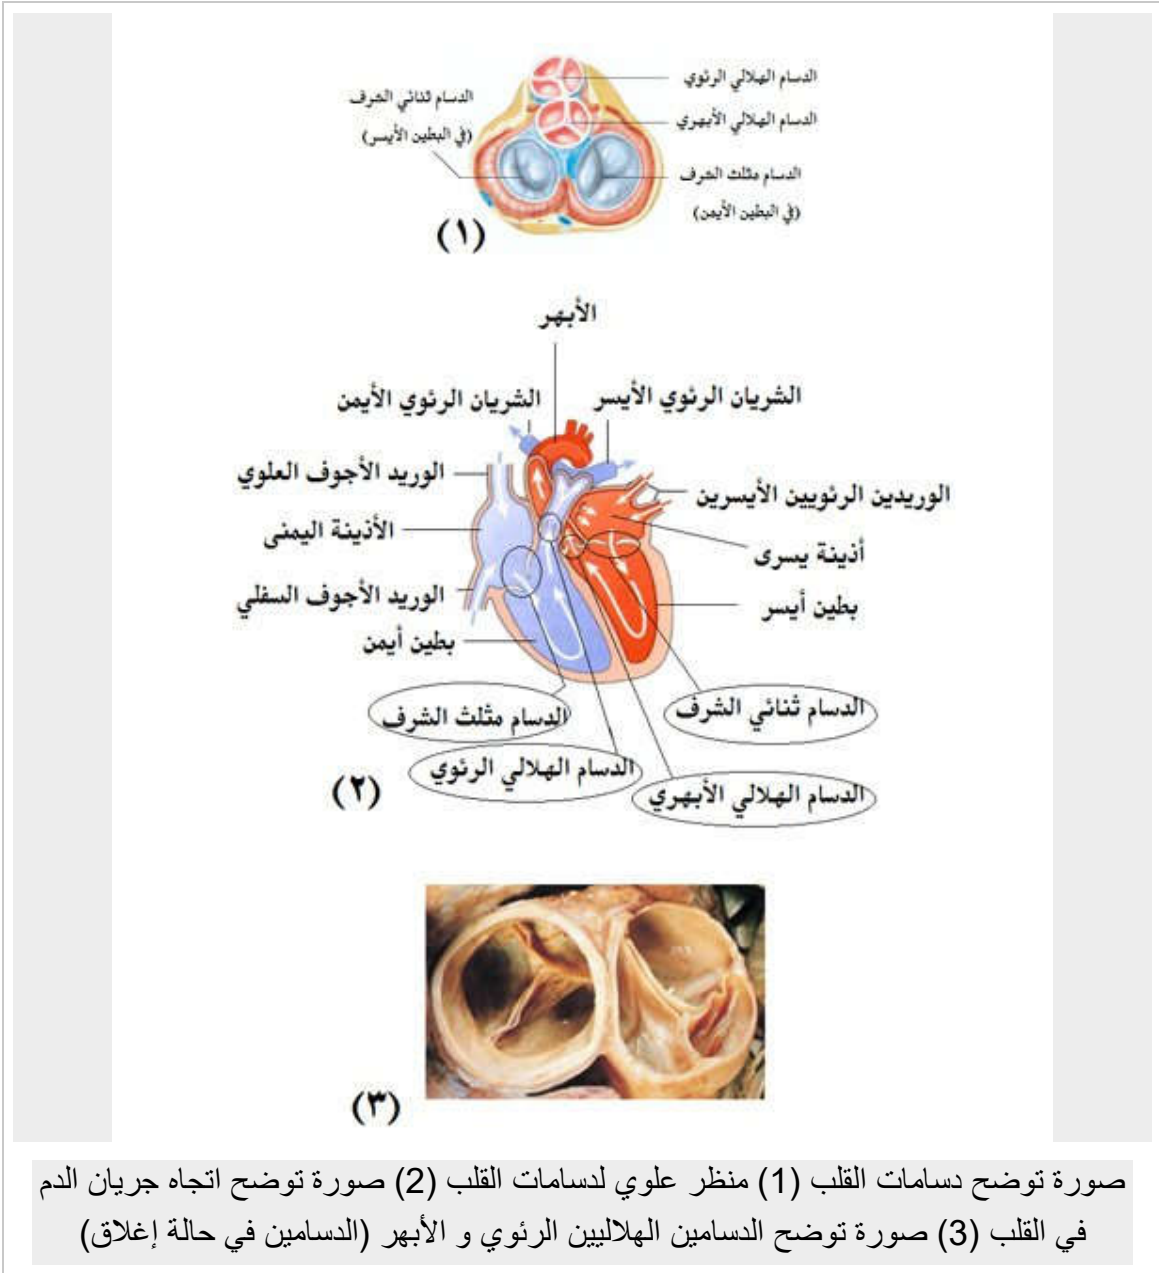 الدسام الهلالي الرئوي
الدسام ثنائي الشرف
(في البطين الأيسر)
الدسام الهلالي الأبهري
الدسام مثلث الشرف
(في البطين الأيمن)
(١)
الأبهر
الشريان الرئوي الأيسر
الشريان الرئوي الأيمن
الوريد الأجوف العلوي
الوريدين الرئويين الأيسرين
الأذينة اليمنى
أذينة يسرى
الوريد الأجوف السفلي
بطين أيسر
بطين أيمن
الدسام ثنائي الشرف
الدسام مثلث الشرف
الدسام الهلالي الرئوي
الدسام الهلالي الأبهري
(٢)
(٣)
صورة توضح دسامات القلب (1) منظر علوي لدسامات القلب (2) صورة توضح اتجاه جريان الدم
في القلب (3) صورة توضح الدسامين الهلاليين الرئوي و الأبهر (الدسامين في حالة إغلاق)